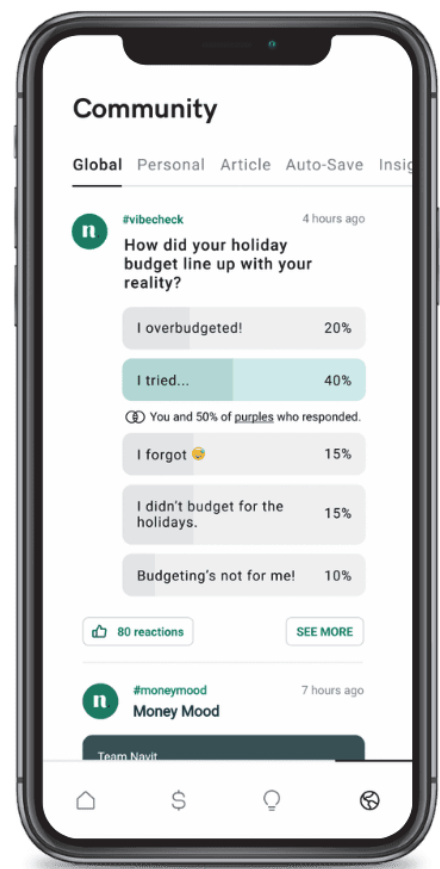 Community
Global Personal Article Auto-Save Insig
#vibecheck 4 hours ago
n.
How did your holiday
budget line up with your
reality?
I overbudgeted! 20%
I tried... 40%
You and 50% of purples who responded.
I forgot 😅 15%
I didn't budget for the
holidays. 15%
Budgeting's not for me! 10%
80 reactions SEE MORE
#moneymood 7 hours ago
n
Money Mood
Team Navit
$